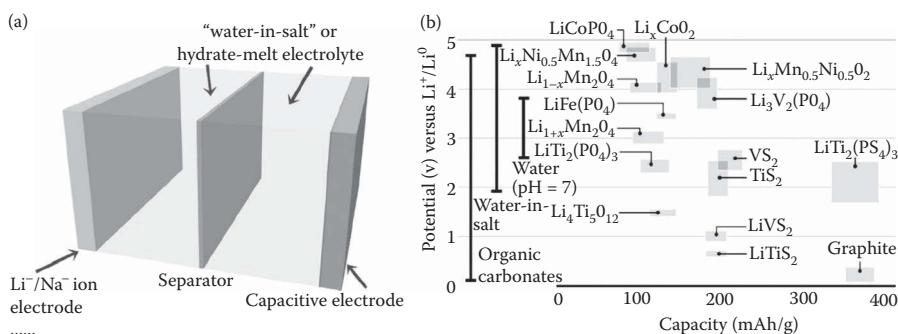 (a)
"water-in-salt" or
hydrate-melt electrolyte
Li⁻/Na⁻ ion
electrode
Separator
Capacitive electrode
......
(b)
Potential (v) versus Li⁺/Li⁰
5
4
3
2
1
0
LiCoP0₄
LiₓCo0₂
LiₓNi₀.₅Mn₁.₅0₄
LiₓMn₀.₅Ni₀.₅0₂
Li₁₋ₓMn₂0₄
Li₃V₂(P0₄)
LiFe(P0₄)
Li₁₊ₓMn₂0₄
LiTi₂(P0₄)₃
VS₂
LiTi₂(PS₄)₃
Water
(pH = 7)
TiS₂
Water-in-
salt
Li₄Ti₅0₁₂
LiVS₂
Organic
carbonates
LiTiS₂
Graphite
0
100
200
300
400
Capacity (mAh/g)